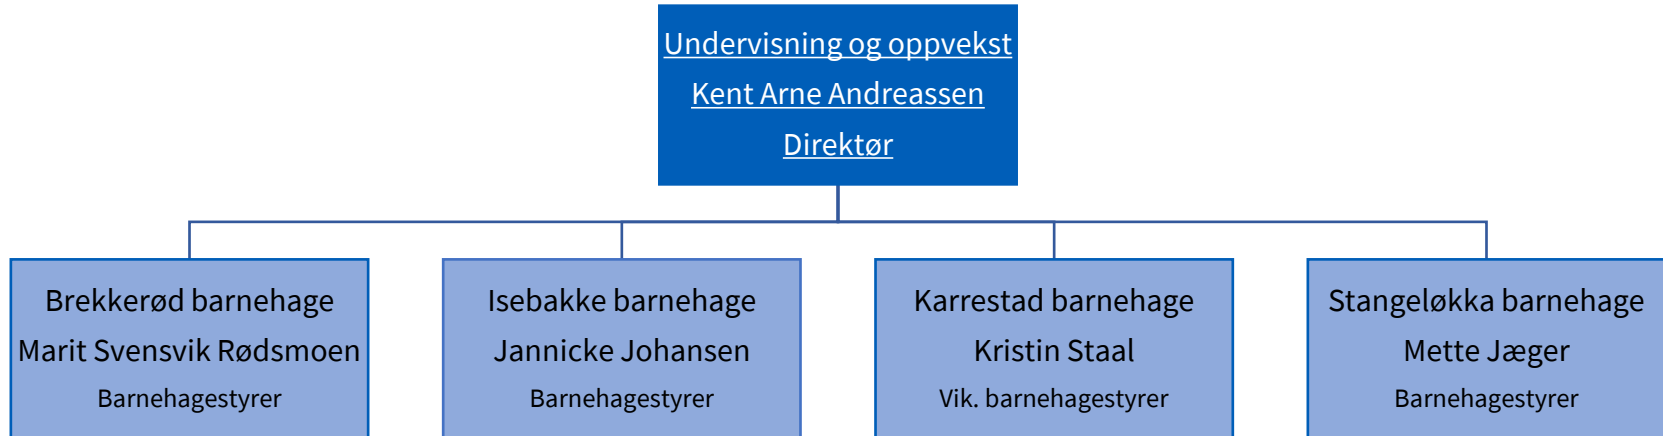 Undervisning og oppvekst
Kent Arne Andreassen
Direktør
Brekkerød barnehage
Marit Svensvik Rødsmoen
Barnehagestyrer
Isebakke barnehage
Jannicke Johansen
Barnehagestyrer
Karrestad barnehage
Kristin Staal
Vik. barnehagestyrer
Stangeløkka barnehage
Mette Jæger
Barnehagestyrer